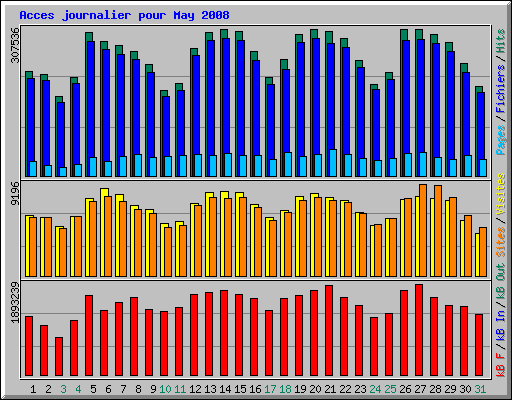 Acces journalier pour May 2008
307536
9196
1893239
Pages / Fichiers / Hits
Sites / Visites
kB F / kB In / kB Out
1 2 3 4 5 6 7 8 9 10 11 12 13 14 15 16 17 18 19 20 21 22 23 24 25 26 27 28 29 30 31